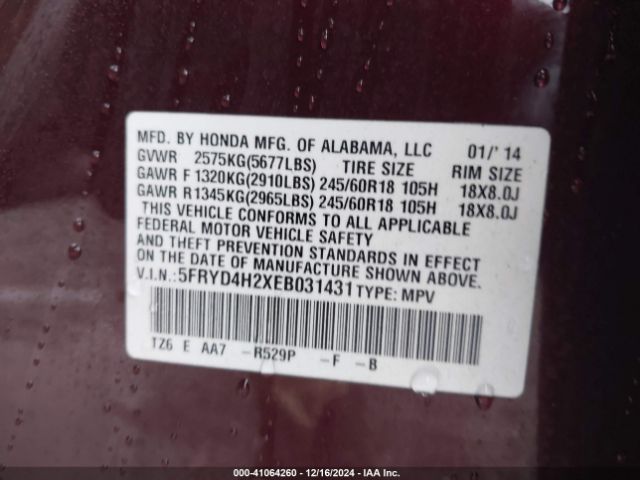 MFD. BY HONDA MFG. OF ALABAMA, LLC 01/' 14
GVWR 2575KG(5677LBS) TIRE SIZE RIM SIZE
GAWR F 1320KG(2910LBS) 245/60R18 105H 18X8.0J
GAWR R1345KG(2965LBS) 245/60R18 105H 18X8.0J
THIS VEHICLE CONFORMS TO ALL APPLICABLE
FEDERAL MOTOR VEHICLE SAFETY
AND THEFT PREVENTION STANDARDS IN EFFECT
ON THE DATE OF MANUFACTURE SHOWN ABOVE.
V.I.N.:5FRYD4H2XEB031431 TYPE: MPV
TZ6 E AA7 -R529P -F -B
000-41064260 - 12/16/2024 - IAA Inc.